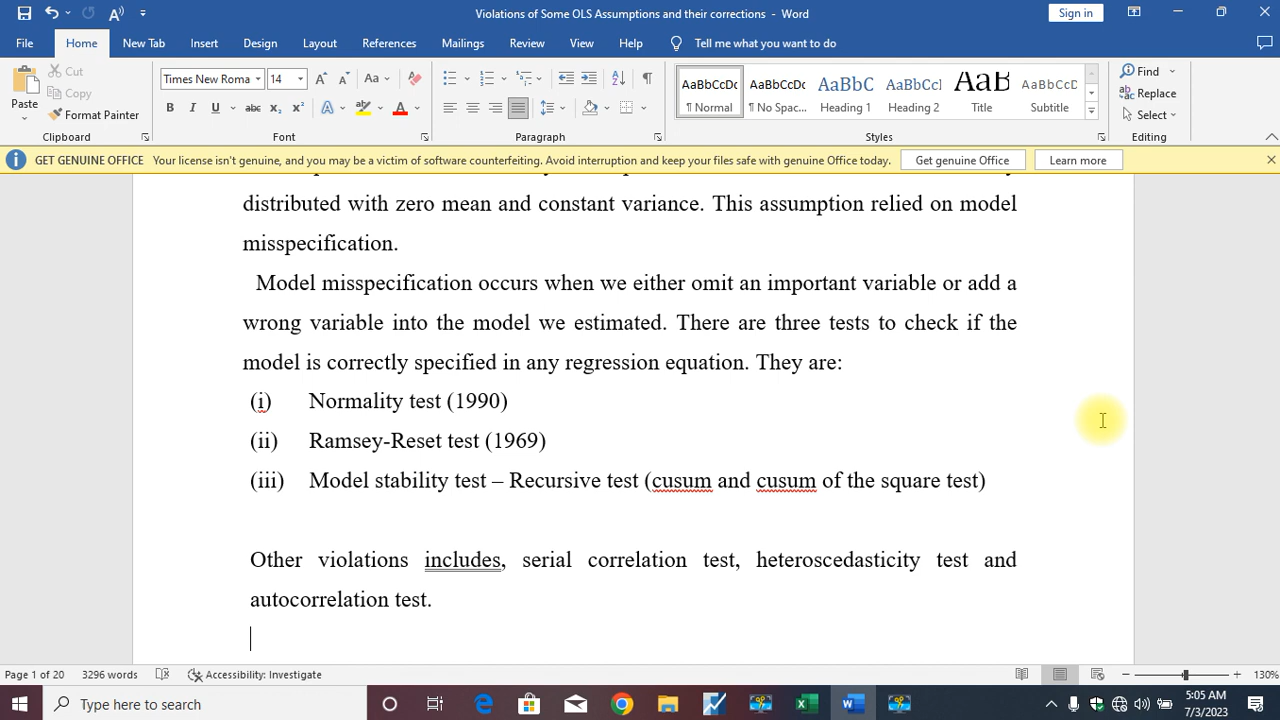 Violations of Some OLS Assumptions and their corrections - Word
Sign in
File Home New Tab Insert Design Layout References Mailings Review View Help Tell me what you want to do
Paste
Cut
Copy
Format Painter
Clipboard
Times New Roma 14
Aa
B I U abc x₂ x² A A
Font
Paragraph
AaBbCcDc AaBbCcDc AaBbC AaBbCcI AaB AaBbCcD
¶ Normal ¶ No Spac... Heading 1 Heading 2 Title Subtitle
Styles
Find
Replace
Select
Editing
GET GENUINE OFFICE Your license isn't genuine, and you may be a victim of software counterfeiting. Avoid interruption and keep your files safe with genuine Office today. Get genuine Office Learn more
distributed with zero mean and constant variance. This assumption relied on model
misspecification.
Model misspecification occurs when we either omit an important variable or add a
wrong variable into the model we estimated. There are three tests to check if the
model is correctly specified in any regression equation. They are:
(i) Normality test (1990)
(ii) Ramsey-Reset test (1969)
(iii) Model stability test – Recursive test (cusum and cusum of the square test)
Other violations includes, serial correlation test, heteroscedasticity test and
autocorrelation test.
Page 1 of 20 3296 words Accessibility: Investigate 130%
Type here to search
5:05 AM
7/3/2023